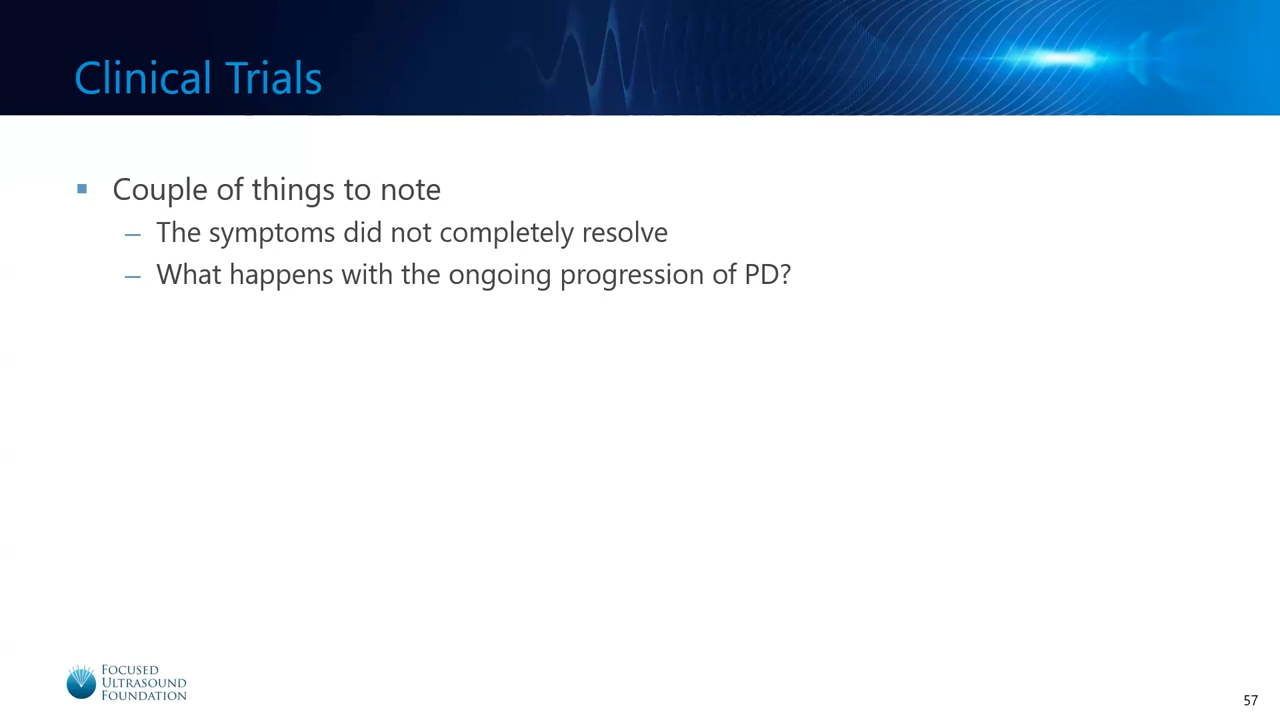 Clinical Trials
Couple of things to note
– The symptoms did not completely resolve
– What happens with the ongoing progression of PD?
FOCUSED
ULTRASOUND
FOUNDATION
57